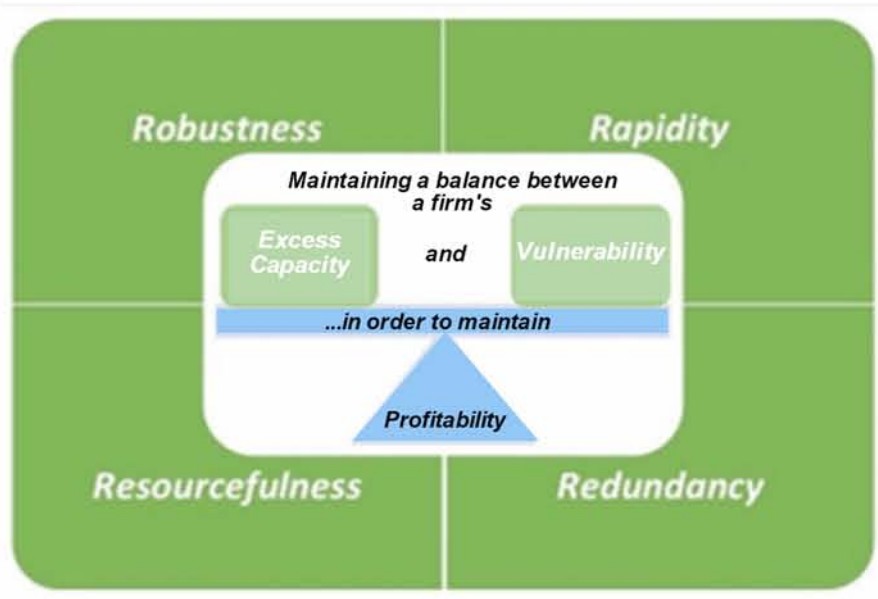 Robustness
Rapidity
Maintaining a balance between
a firm's
Excess
Capacity
and
Vulnerability
...in order to maintain
Profitability
Resourcefulness
Redundancy